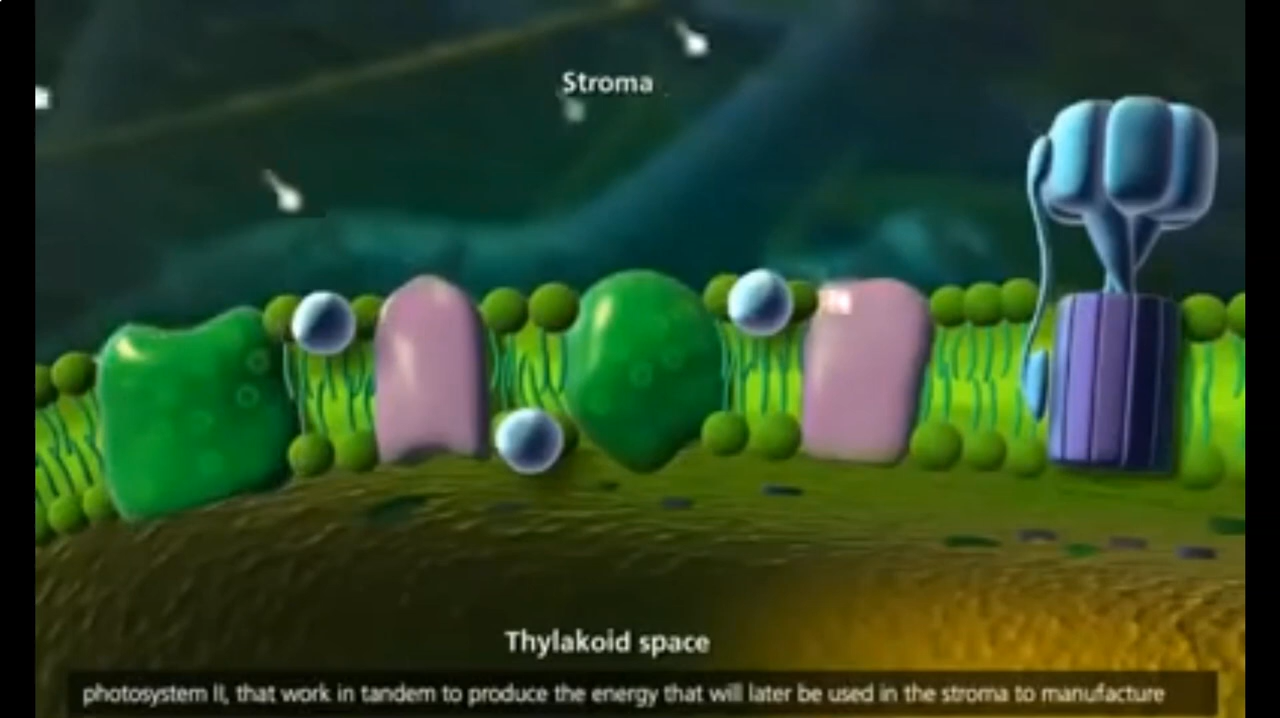 Stroma
Thylakoid space
photosystem II, that work in tandem to produce the energy that will later be used in the stroma to manufacture